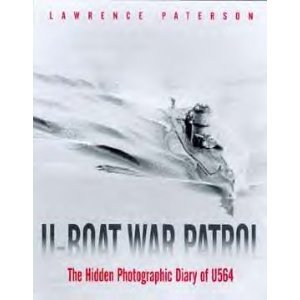 LAWRENCE PATERSON
U-BOAT WAR PATROL
The Hidden Photographic Diary of U564